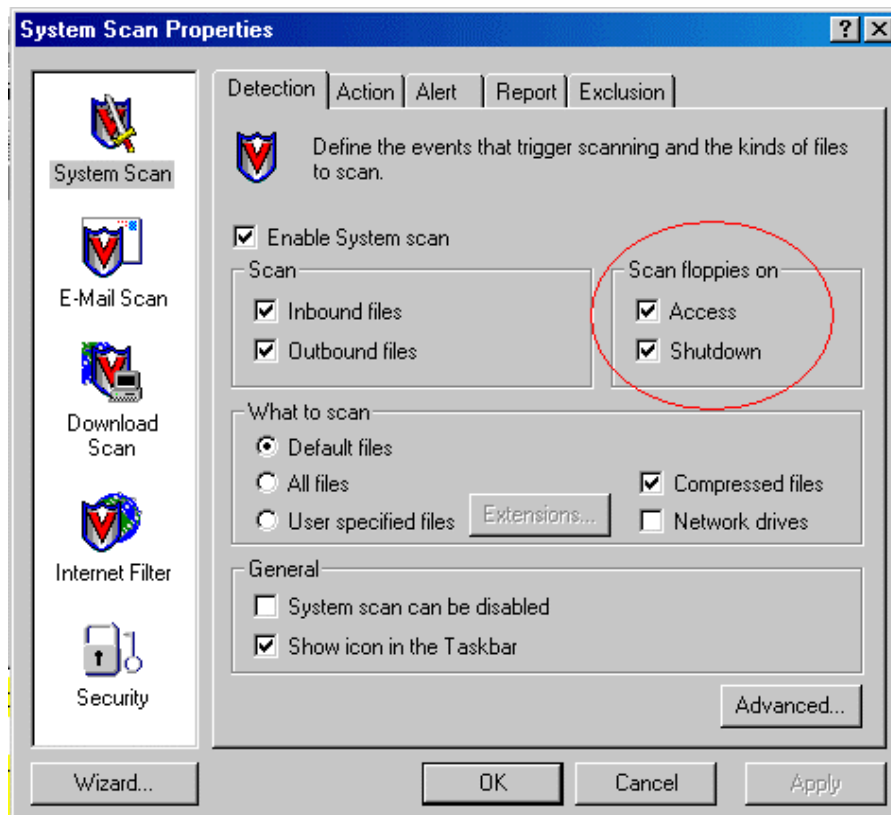 System Scan Properties
System Scan
E-Mail Scan
Download
Scan
Internet Filter
Security
Detection Action Alert Report Exclusion
Define the events that trigger scanning and the kinds of files
to scan.
Enable System scan
Scan
Inbound files
Outbound files
Scan floppies on
Access
Shutdown
What to scan
Default files
All files
User specified files
Extensions...
Compressed files
Network drives
General
System scan can be disabled
Show icon in the Taskbar
Advanced...
Wizard... OK Cancel Apply